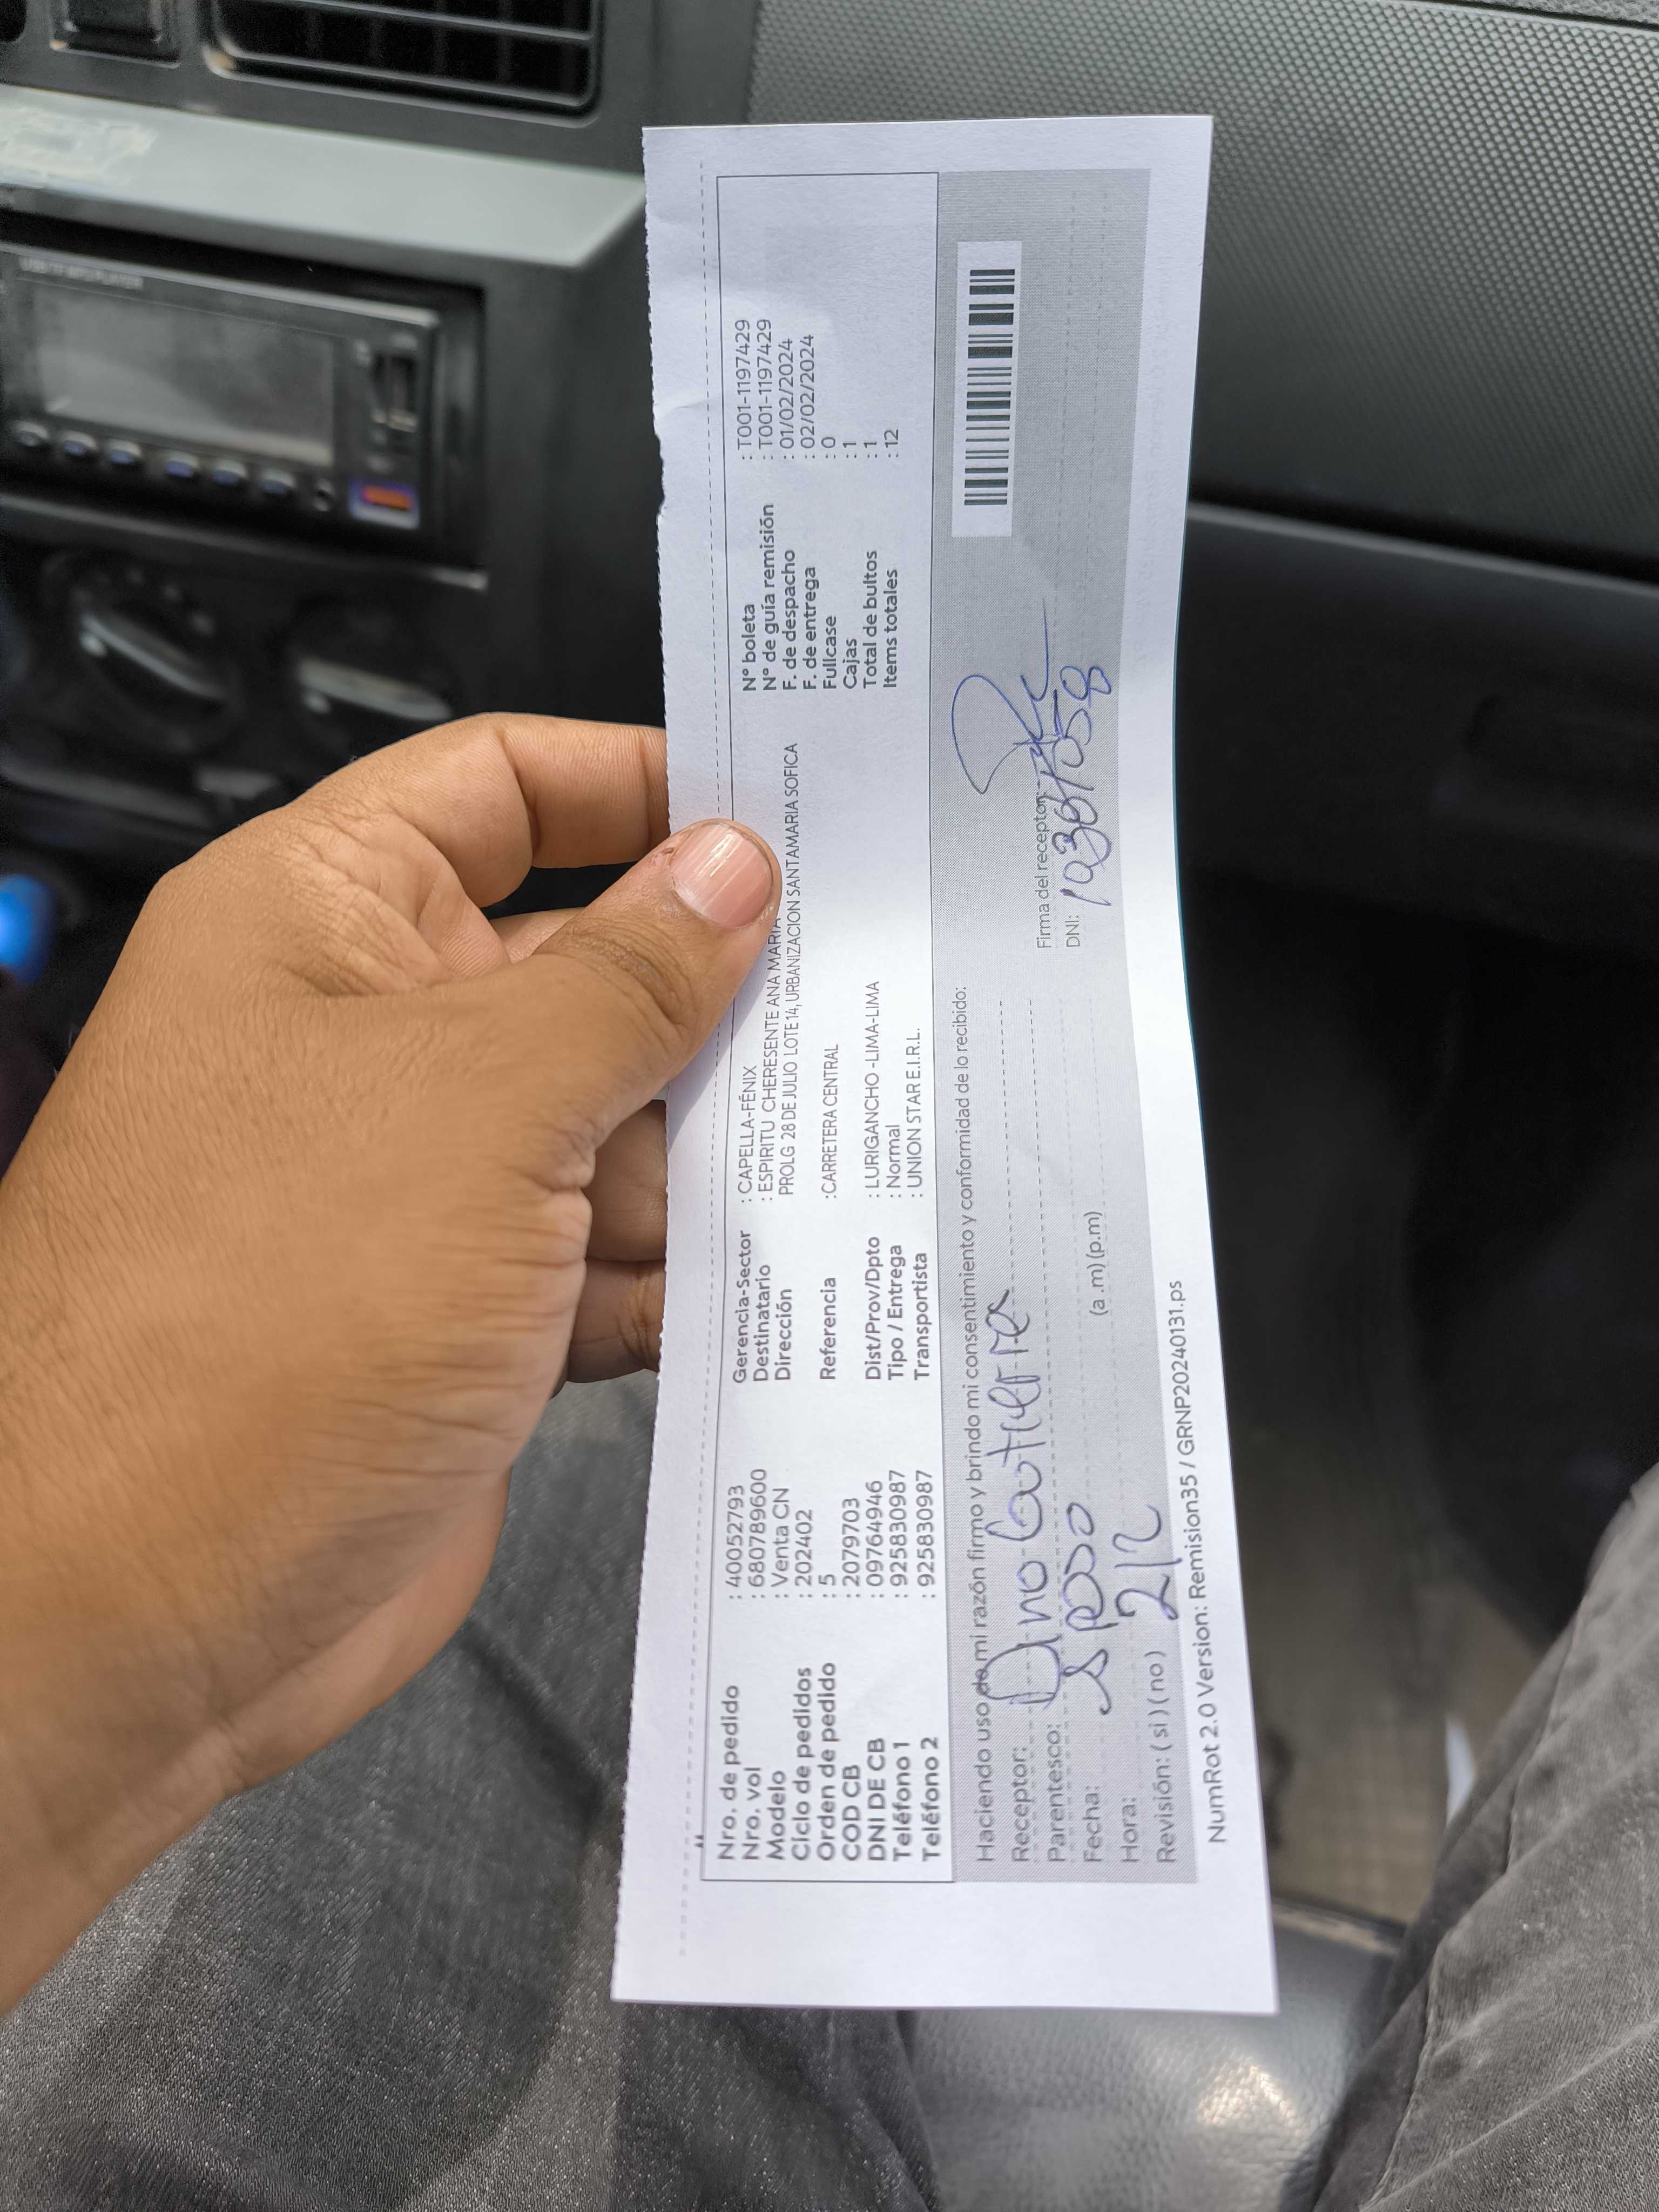 Nro. de pedido : 40052793
Nro. vol : 680789600
Modelo : Venta CN
Ciclo de pedidos : 202402
Orden de pedido : 5
COD CB : 2079703
DNI DE CB : 09764946
Teléfono 1 : 925830987
Teléfono 2 : 925830987
Gerencia-Sector : CAPELLA-FÉNIX
Destinatario : ESPIRITU CHERESENTE ANA MARIA
Dirección PROLG 28 DE JULIO LOTE 14, URBANIZACION SANTAMARIA SOFICA
Referencia :CARRETERA CENTRAL
Dist/Prov/Dpto : LURIGANCHO -LIMA-LIMA
Tipo / Entrega : Normal
Transportista : UNION STAR E.I.R.L.
N° boleta : T001-1197429
N° de guía remisión : T001-1197429
F. de despacho : 01/02/2024
F. de entrega : 02/02/2024
Fullcase : 0
Cajas : 1
Total de bultos : 1
Items totales : 12
Haciendo uso de mi razón firmo y brindo mi consentimiento y conformidad de lo recibido:
Receptor:
Parentesco: sposo
Fecha: 2/2
Hora: (a .m) (p.m)
Revisión: ( si ) ( no )
Firma del receptor:
DNI:
NumRot 2.0 Version: Remision35 / GRNP20240131.ps